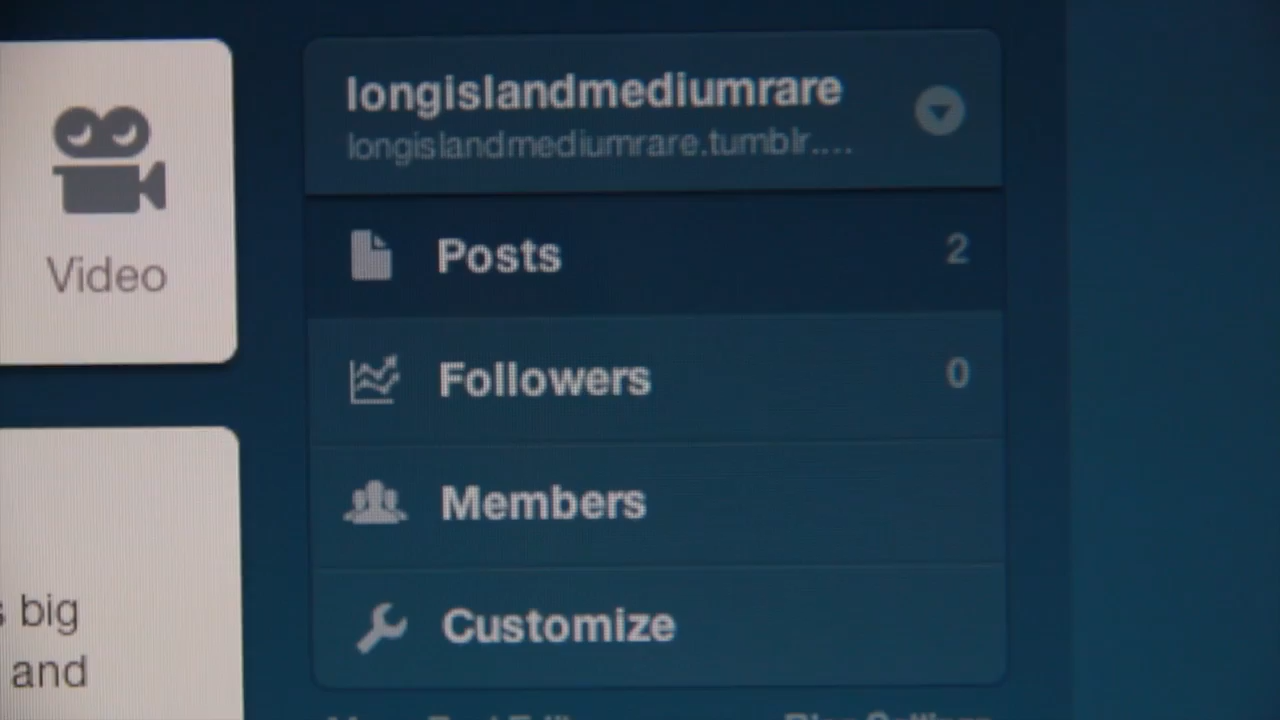 longislandmediumrare
longislandmediumrare.tumblr....
Video
Posts 2
Followers 0
Members
Customize
big
and